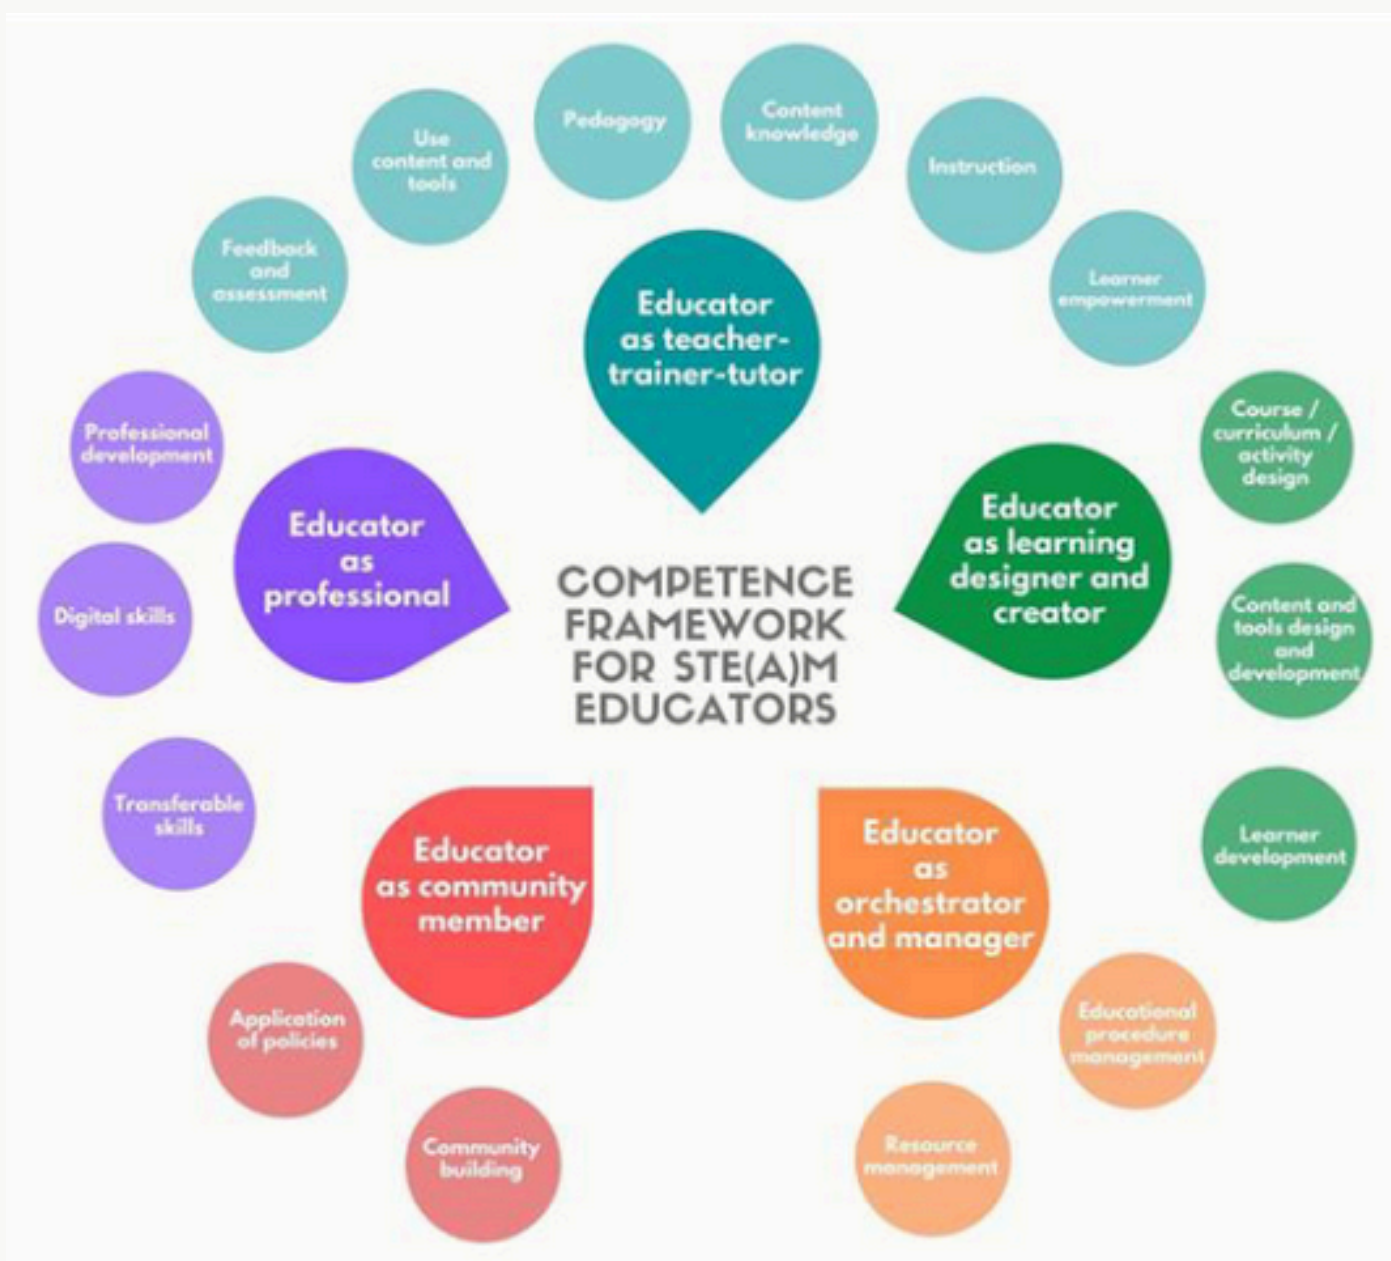 Pedagogy
Content
knowledge
Use
content and
tools
Instruction
Feedback
and
assessment
Learner
empowerment
Educator
as teacher-
trainer-tutor
Professional
development
Course /
curriculum /
activity
design
Educator
as
professional
Educator
as learning
designer and
creator
Digital skills
COMPETENCE
FRAMEWORK
FOR STE(A)M
EDUCATORS
Content and
tools design
and
development
Transferable
skills
Educator
as community
member
Educator
as
orchestrator
and manager
Learner
development
Application
of policies
Educational
procedure
management
Community
building
Resource
management